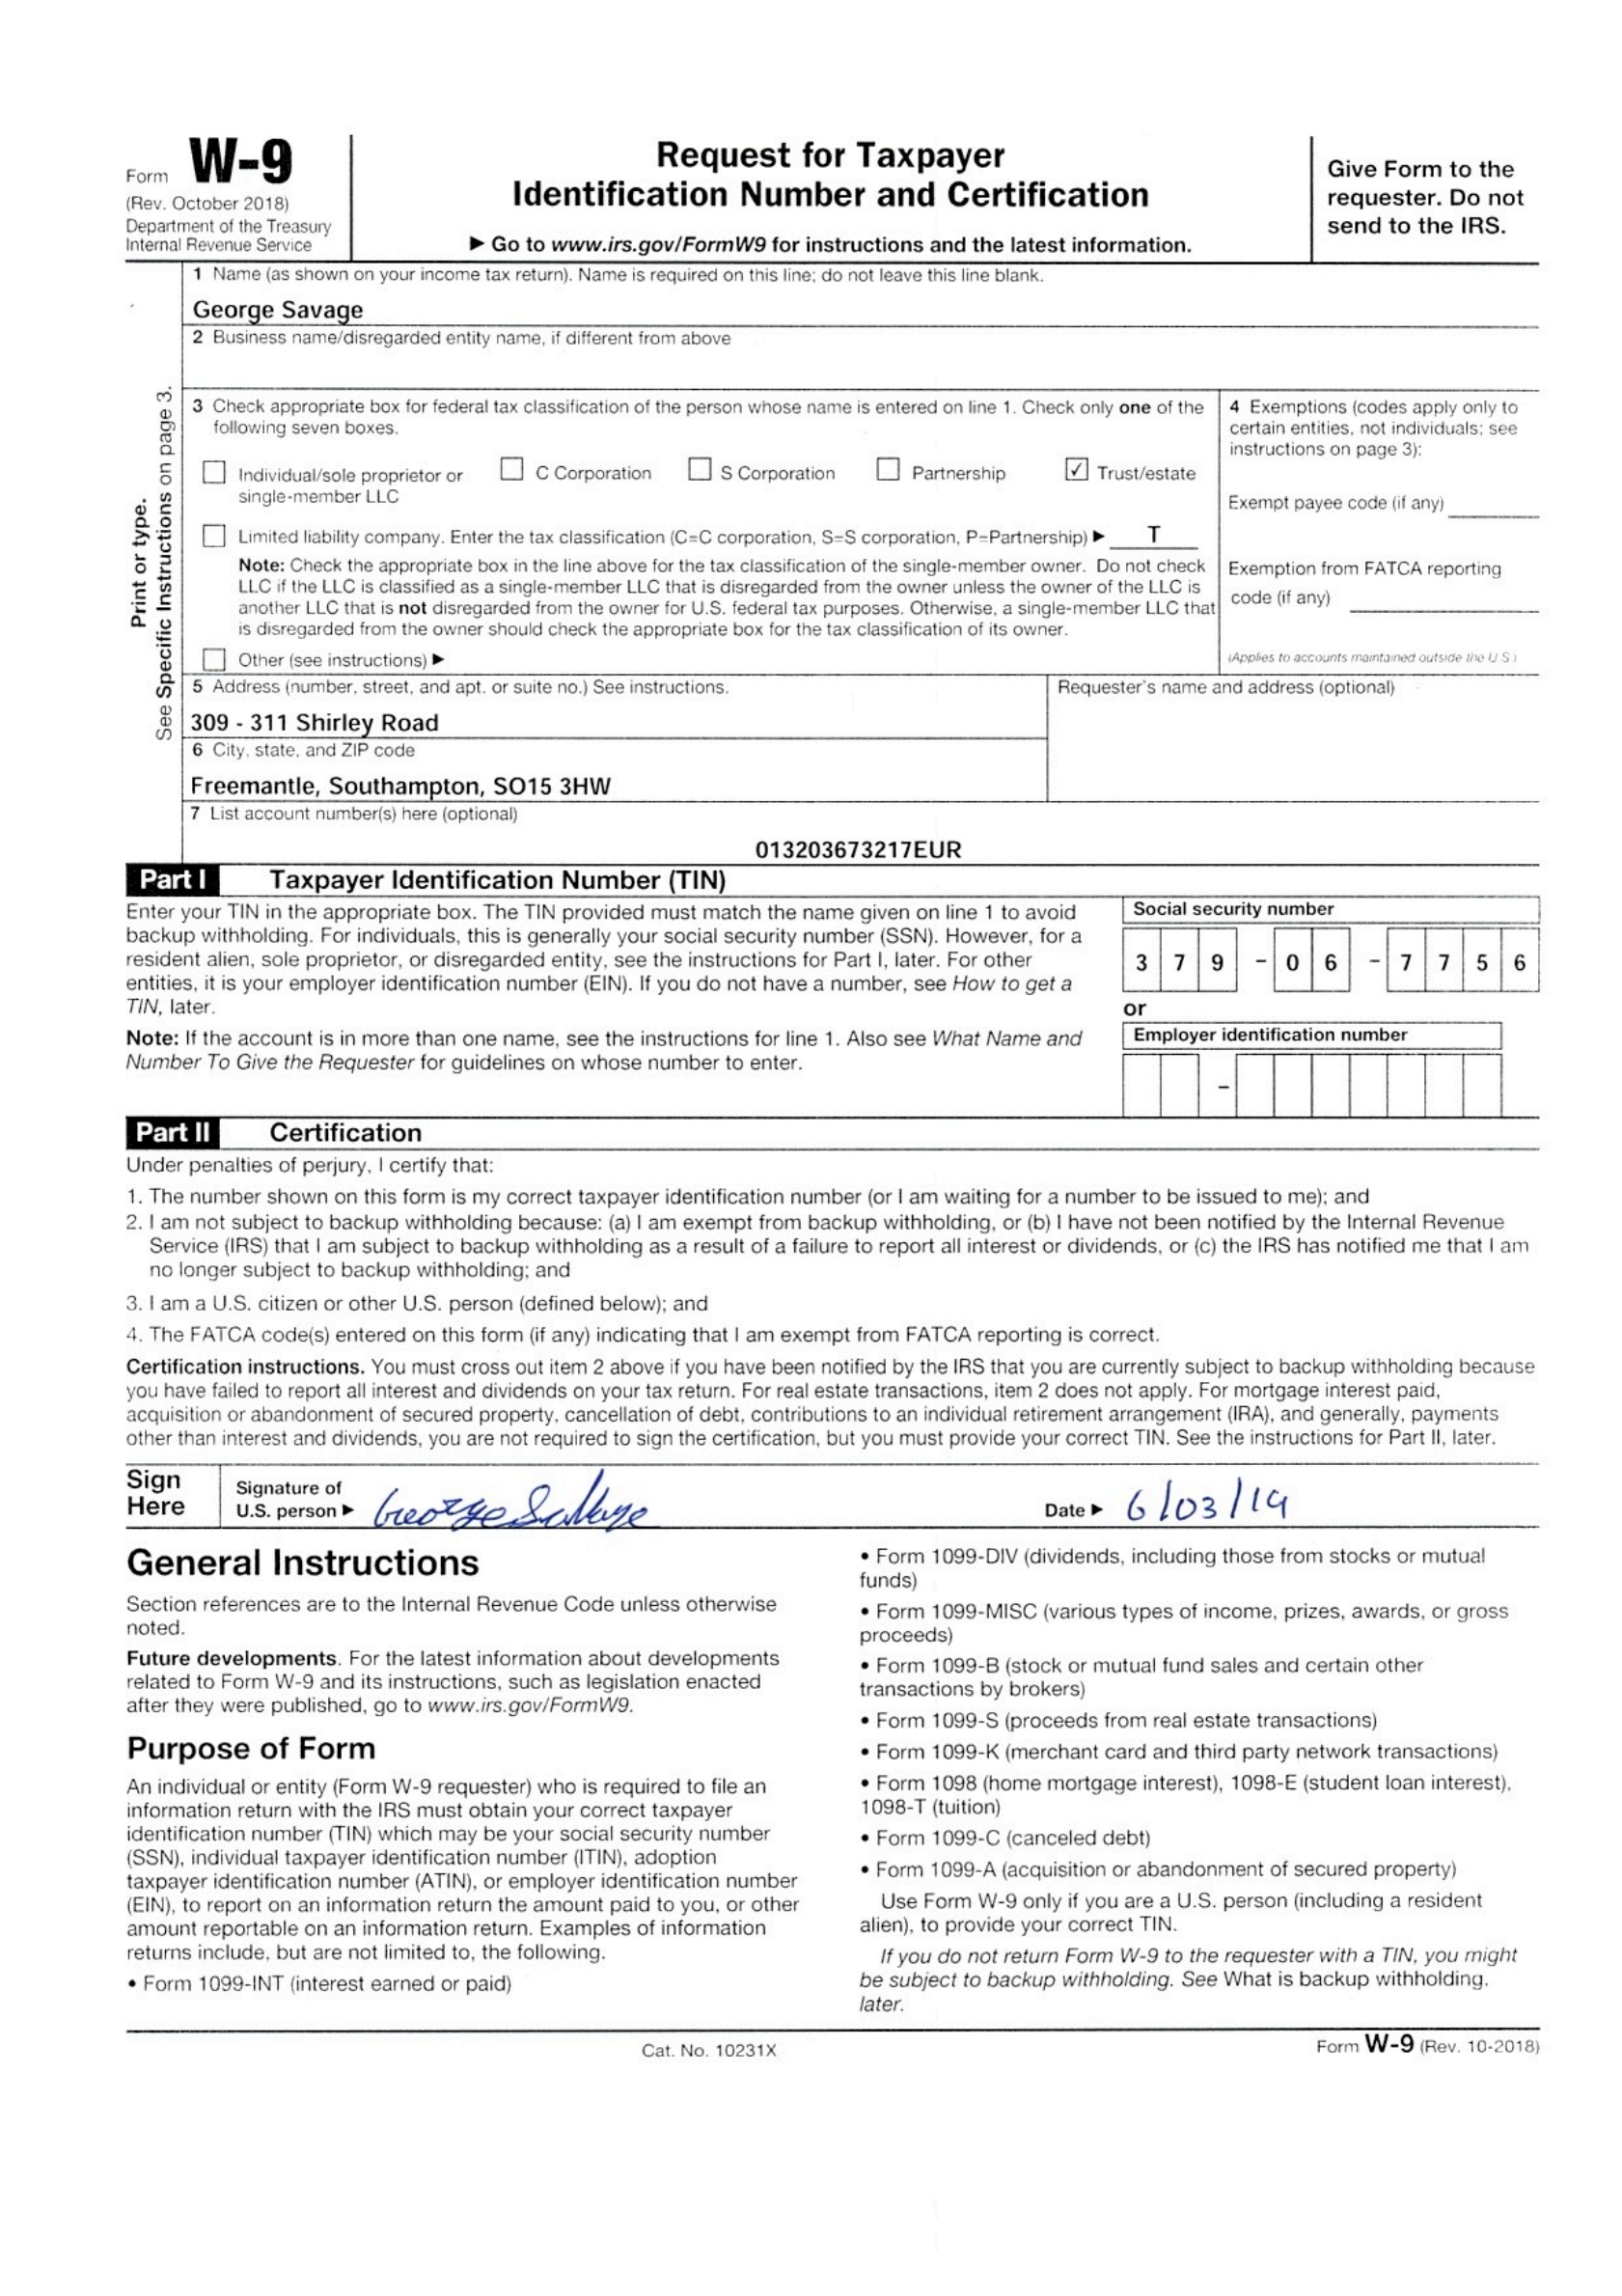 Form W-9
(Rev. October 2018)
Department of the Treasury
Internal Revenue Service
Request for Taxpayer
Identification Number and Certification
▶ Go to www.irs.gov/FormW9 for instructions and the latest information.
Give Form to the
requester. Do not
send to the IRS.
Print or type.
See Specific Instructions on page 3.
1 Name (as shown on your income tax return). Name is required on this line; do not leave this line blank.
George Savage
2 Business name/disregarded entity name, if different from above
3 Check appropriate box for federal tax classification of the person whose name is entered on line 1. Check only one of the
following seven boxes.
☐ Individual/sole proprietor or
single-member LLC
☐ C Corporation
☐ S Corporation
☐ Partnership
☑ Trust/estate
☐ Limited liability company. Enter the tax classification (C=C corporation, S=S corporation, P=Partnership) ▶ T
Note: Check the appropriate box in the line above for the tax classification of the single-member owner. Do not check
LLC if the LLC is classified as a single-member LLC that is disregarded from the owner unless the owner of the LLC is
another LLC that is not disregarded from the owner for U.S. federal tax purposes. Otherwise, a single-member LLC that
is disregarded from the owner should check the appropriate box for the tax classification of its owner.
☐ Other (see instructions) ▶
4 Exemptions (codes apply only to
certain entities, not individuals; see
instructions on page 3):
Exempt payee code (if any)
Exemption from FATCA reporting
code (if any)
(Applies to accounts maintained outside the U.S.)
5 Address (number, street, and apt. or suite no.) See instructions.
309 - 311 Shirley Road
6 City, state, and ZIP code
Freemantle, Southampton, SO15 3HW
Requester's name and address (optional)
7 List account number(s) here (optional)
013203673217EUR
Part I Taxpayer Identification Number (TIN)
Enter your TIN in the appropriate box. The TIN provided must match the name given on line 1 to avoid
backup withholding. For individuals, this is generally your social security number (SSN). However, for a
resident alien, sole proprietor, or disregarded entity, see the instructions for Part I, later. For other
entities, it is your employer identification number (EIN). If you do not have a number, see How to get a
TIN, later.
Note: If the account is in more than one name, see the instructions for line 1. Also see What Name and
Number To Give the Requester for guidelines on whose number to enter.
Social security number
3 7 9 - 0 6 - 7 7 5 6
or
Employer identification number
-
Part II Certification
Under penalties of perjury, I certify that:
1. The number shown on this form is my correct taxpayer identification number (or I am waiting for a number to be issued to me); and
2. I am not subject to backup withholding because: (a) I am exempt from backup withholding, or (b) I have not been notified by the Internal Revenue
Service (IRS) that I am subject to backup withholding as a result of a failure to report all interest or dividends, or (c) the IRS has notified me that I am
no longer subject to backup withholding; and
3. I am a U.S. citizen or other U.S. person (defined below); and
4. The FATCA code(s) entered on this form (if any) indicating that I am exempt from FATCA reporting is correct.
Certification instructions. You must cross out item 2 above if you have been notified by the IRS that you are currently subject to backup withholding because
you have failed to report all interest and dividends on your tax return. For real estate transactions, item 2 does not apply. For mortgage interest paid,
acquisition or abandonment of secured property, cancellation of debt, contributions to an individual retirement arrangement (IRA), and generally, payments
other than interest and dividends, you are not required to sign the certification, but you must provide your correct TIN. See the instructions for Part II, later.
Sign
Here
Signature of
U.S. person ▶ George Savage
Date ▶ 6/03/19
General Instructions
Section references are to the Internal Revenue Code unless otherwise
noted.
Future developments. For the latest information about developments
related to Form W-9 and its instructions, such as legislation enacted
after they were published, go to www.irs.gov/FormW9.
Purpose of Form
An individual or entity (Form W-9 requester) who is required to file an
information return with the IRS must obtain your correct taxpayer
identification number (TIN) which may be your social security number
(SSN), individual taxpayer identification number (ITIN), adoption
taxpayer identification number (ATIN), or employer identification number
(EIN), to report on an information return the amount paid to you, or other
amount reportable on an information return. Examples of information
returns include, but are not limited to, the following.
• Form 1099-INT (interest earned or paid)
• Form 1099-DIV (dividends, including those from stocks or mutual
funds)
• Form 1099-MISC (various types of income, prizes, awards, or gross
proceeds)
• Form 1099-B (stock or mutual fund sales and certain other
transactions by brokers)
• Form 1099-S (proceeds from real estate transactions)
• Form 1099-K (merchant card and third party network transactions)
• Form 1098 (home mortgage interest), 1098-E (student loan interest),
1098-T (tuition)
• Form 1099-C (canceled debt)
• Form 1099-A (acquisition or abandonment of secured property)
Use Form W-9 only if you are a U.S. person (including a resident
alien), to provide your correct TIN.
If you do not return Form W-9 to the requester with a TIN, you might
be subject to backup withholding. See What is backup withholding,
later.
Cat. No. 10231X
Form W-9 (Rev. 10-2018)